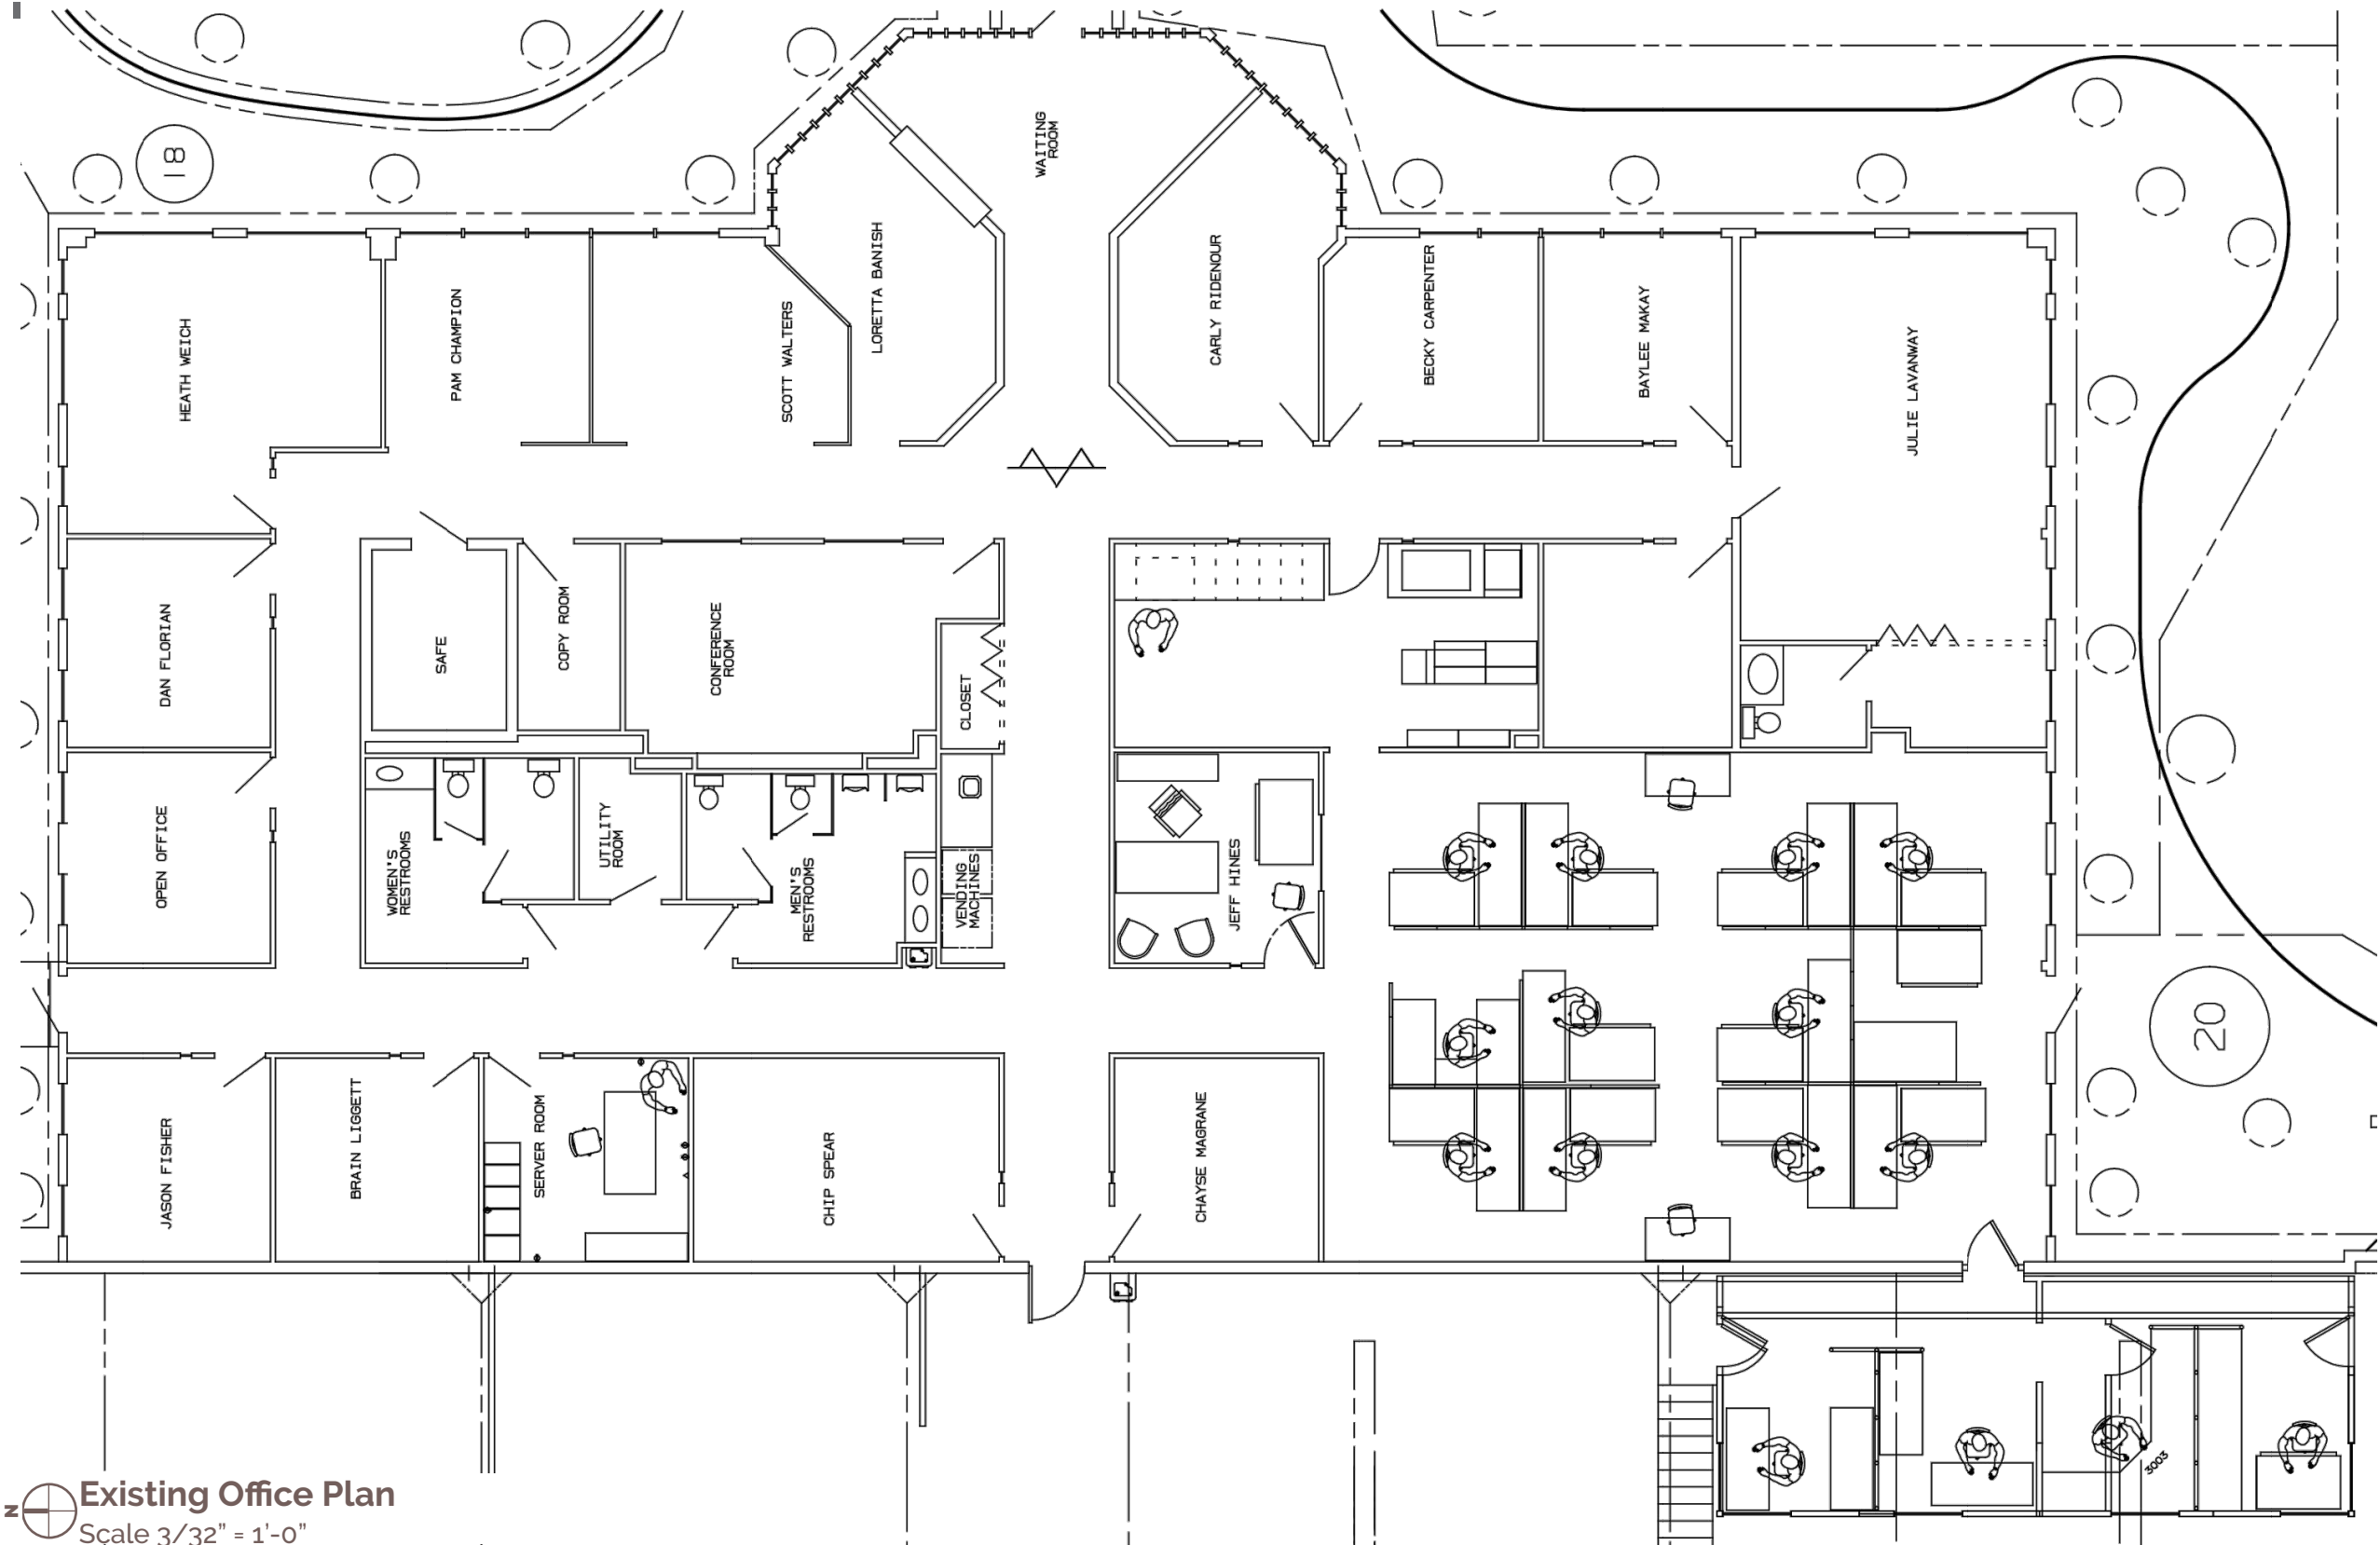 18
WAITING
ROOM
HEATH WEICH
PAM CHAMPION
SCOTT WALTERS
LORETTA BANISH
CARLY RIDENOUR
BECKY CARPENTER
BAYLEE MAKAY
JULIE LAVANWAY
DAN FLORIAN
SAFE
COPY ROOM
CONFERENCE
ROOM
CLOSET
OPEN OFFICE
WOMEN'S
RESTROOMS
UTILITY
ROOM
MEN'S
RESTROOMS
VENDING
MACHINES
JEFF HINES
20
JASON FISHER
BRAIN LIGGETT
SERVER ROOM
CHIP SPEAR
CHAYSE MAGRANE
3003
N
Existing Office Plan
Scale 3/32” = 1’-0”